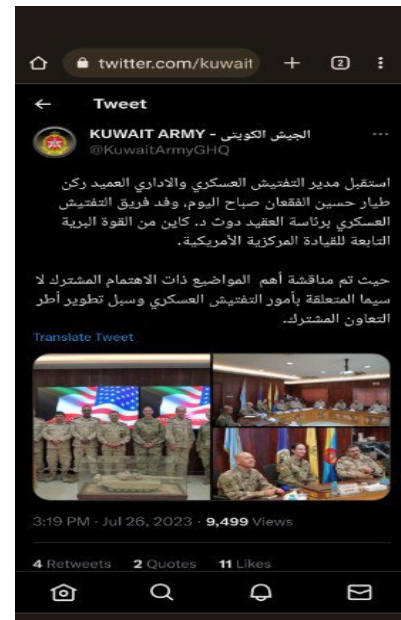 twitter.com/kuwait
2
Tweet
KUWAIT ARMY - الجيش الكويتي
@KuwaitArmyGHQ
استقبل مدير التفتيش العسكري والاداري العميد ركن
طيار حسين الفقعان صباح اليوم، وفد فريق التفتيش
العسكري برئاسة العقيد دوث د. كاين من القوة البرية
التابعة للقيادة المركزية الأمريكية.
حيث تم مناقشة أهم المواضيع ذات الاهتمام المشترك لا
سيما المتعلقة بأمور التفتيش العسكري وسبل تطوير أطر
التعاون المشترك.
Translate Tweet
3:19 PM · Jul 26, 2023 · 9,499 Views
4 Retweets 2 Quotes 11 Likes